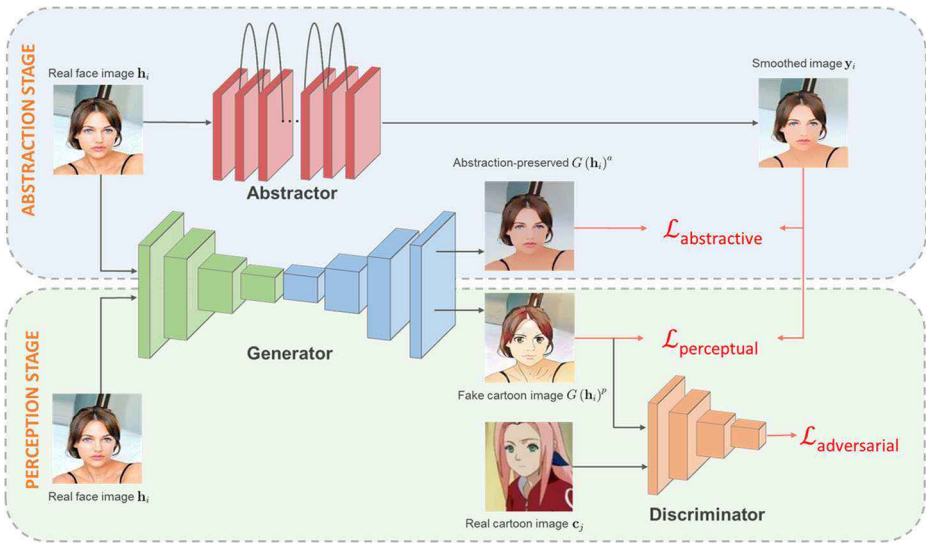 ABSTRACTION STAGE
Real face image h_i
Abstractor
Smoothed image y_i
Abstraction-preserved G (h_i)^a
ℒ_abstractive
Generator
PERCEPTION STAGE
Real face image h_i
Fake cartoon image G (h_i)^p
ℒ_perceptual
ℒ_adversarial
Real cartoon image c_j
Discriminator